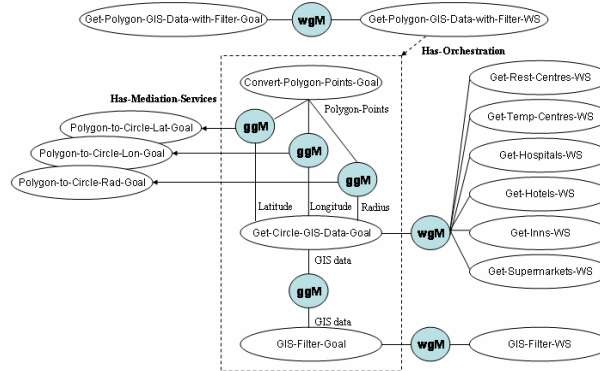 Get-Polygon-GIS-Data-with-Filter-Goal
wgM
Get-Polygon-GIS-Data-with-Filter-WS
Has-Orchestration
Convert-Polygon-Points-Goal
Has-Mediation-Services
Polygon-Points
Polygon-to-Circle-Lat-Goal
ggM
Polygon-to-Circle-Lon-Goal
ggM
Polygon-to-Circle-Rad-Goal
ggM
Latitude
Longitude
Radius
Get-Circle-GIS-Data-Goal
wgM
Get-Rest-Centres-WS
Get-Temp-Centres-WS
Get-Hospitals-WS
Get-Hotels-WS
Get-Inns-WS
Get-Supermarkets-WS
GIS data
ggM
GIS data
GIS-Filter-Goal
wgM
GIS-Filter-WS